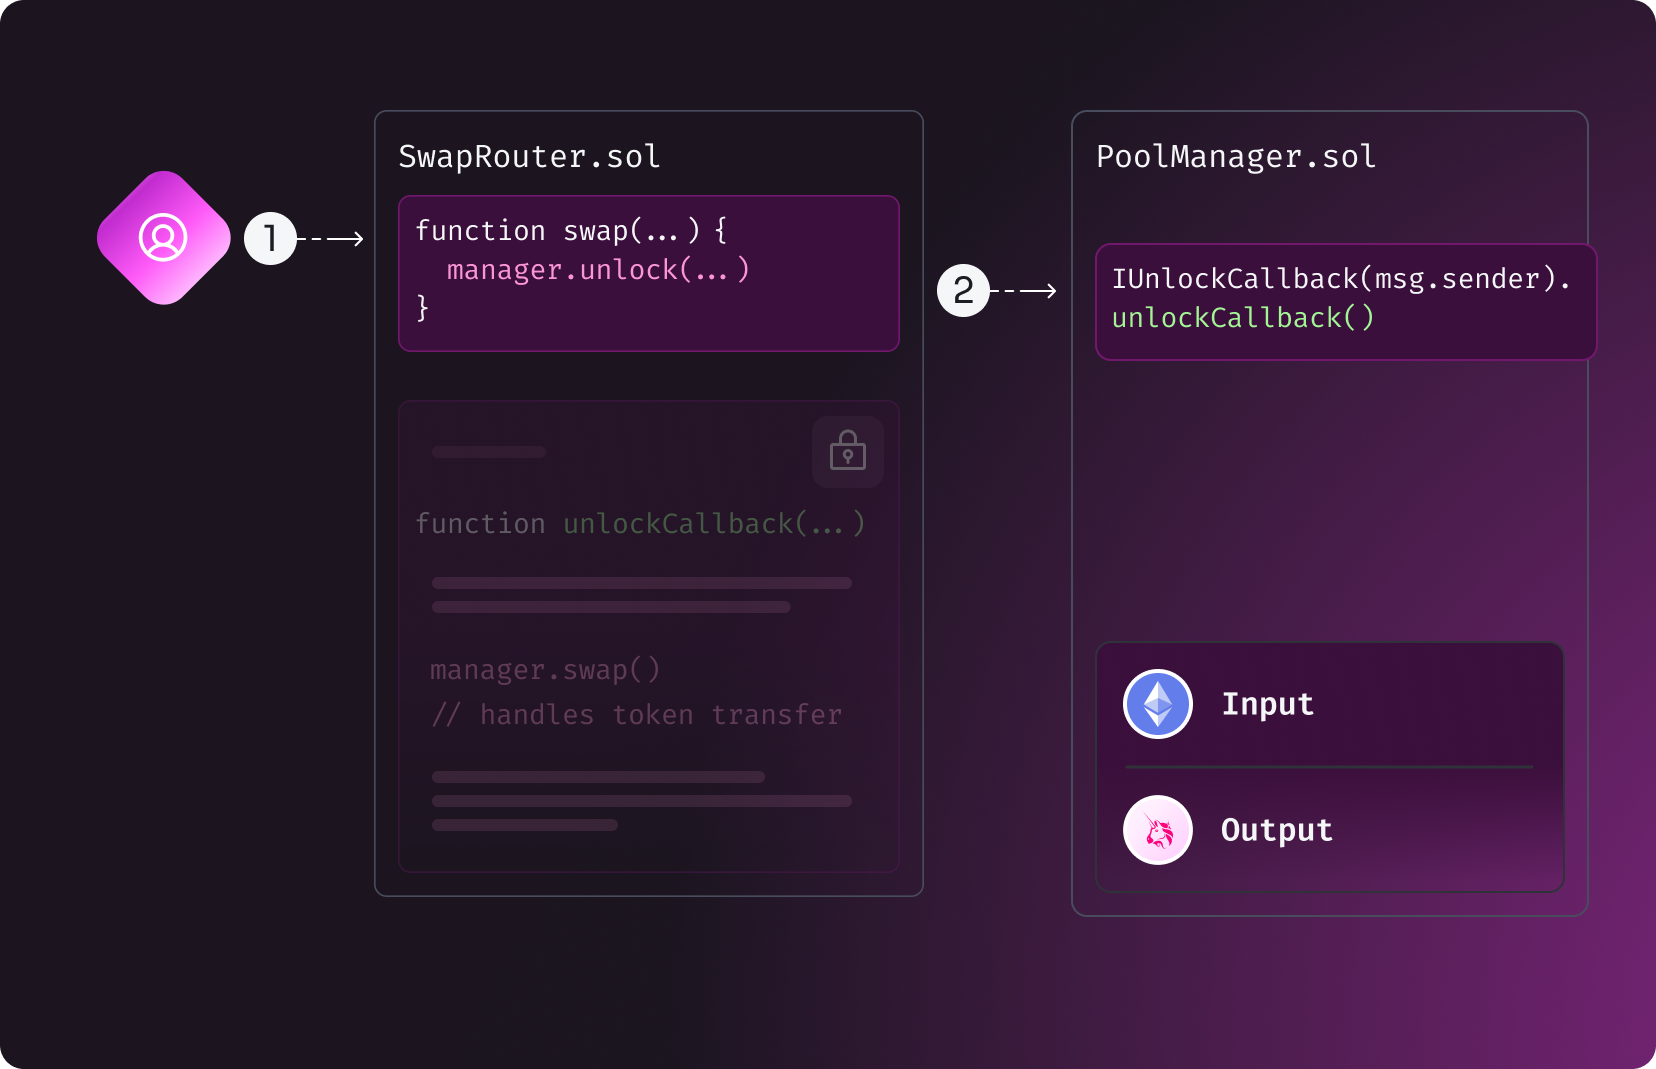 1
SwapRouter.sol
function swap(...) {
manager.unlock(...)
}
function unlockCallback(...)
manager.swap()
// handles token transfer
2
PoolManager.sol
IUnlockCallback(msg.sender).
unlockCallback()
Input
Output